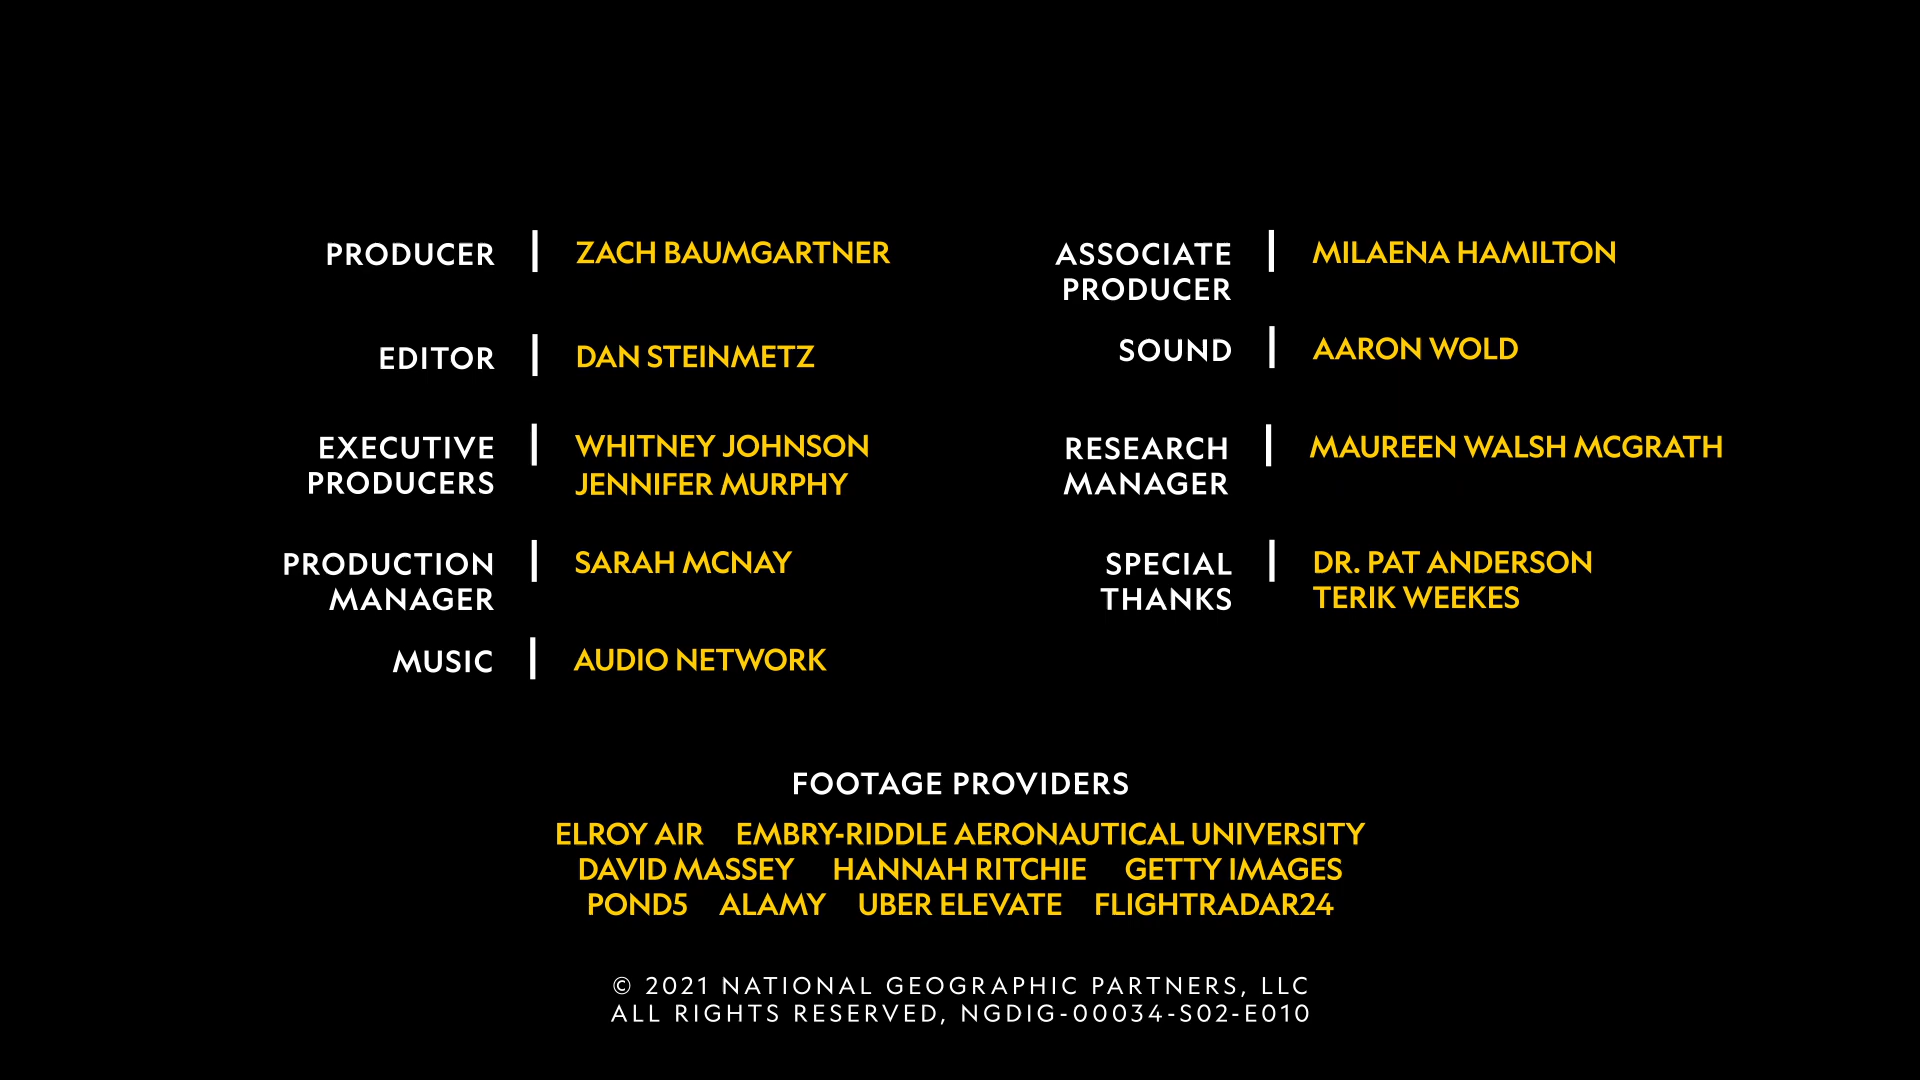 PRODUCER | ZACH BAUMGARTNER
EDITOR | DAN STEINMETZ
EXECUTIVE | WHITNEY JOHNSON
PRODUCERS JENNIFER MURPHY
PRODUCTION | SARAH MCNAY
MANAGER
MUSIC | AUDIO NETWORK
ASSOCIATE | MILAENA HAMILTON
PRODUCER
SOUND | AARON WOLD
RESEARCH | MAUREEN WALSH MCGRATH
MANAGER
SPECIAL | DR. PAT ANDERSON
THANKS TERIK WEEKES
FOOTAGE PROVIDERS
ELROY AIR EMBRY-RIDDLE AERONAUTICAL UNIVERSITY
DAVID MASSEY HANNAH RITCHIE GETTY IMAGES
POND5 ALAMY UBER ELEVATE FLIGHTRADAR24
© 2021 NATIONAL GEOGRAPHIC PARTNERS, LLC
ALL RIGHTS RESERVED, NGDIG-00034-S02-E010